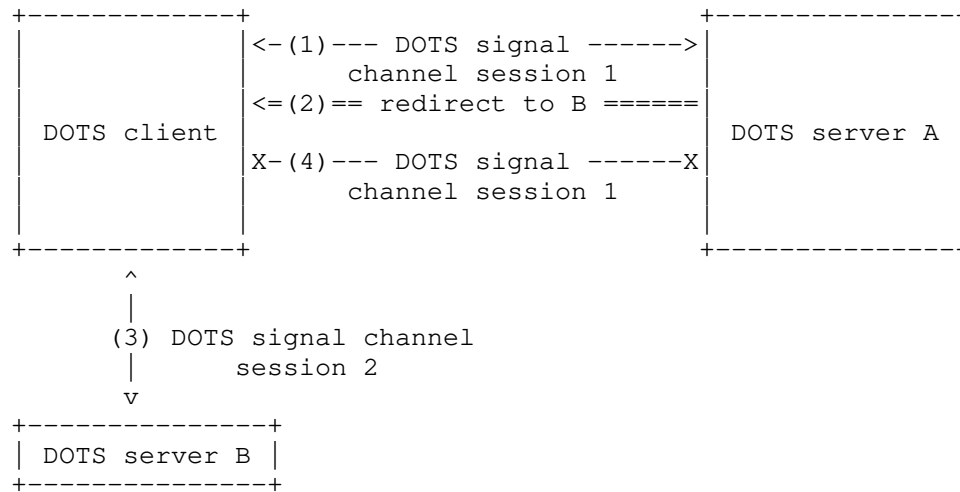 <-(1)--- DOTS signal ------>
channel session 1
<=(2)== redirect to B ======
DOTS client
DOTS server A
X-(4)--- DOTS signal ------X
channel session 1
(3) DOTS signal channel
session 2
DOTS server B